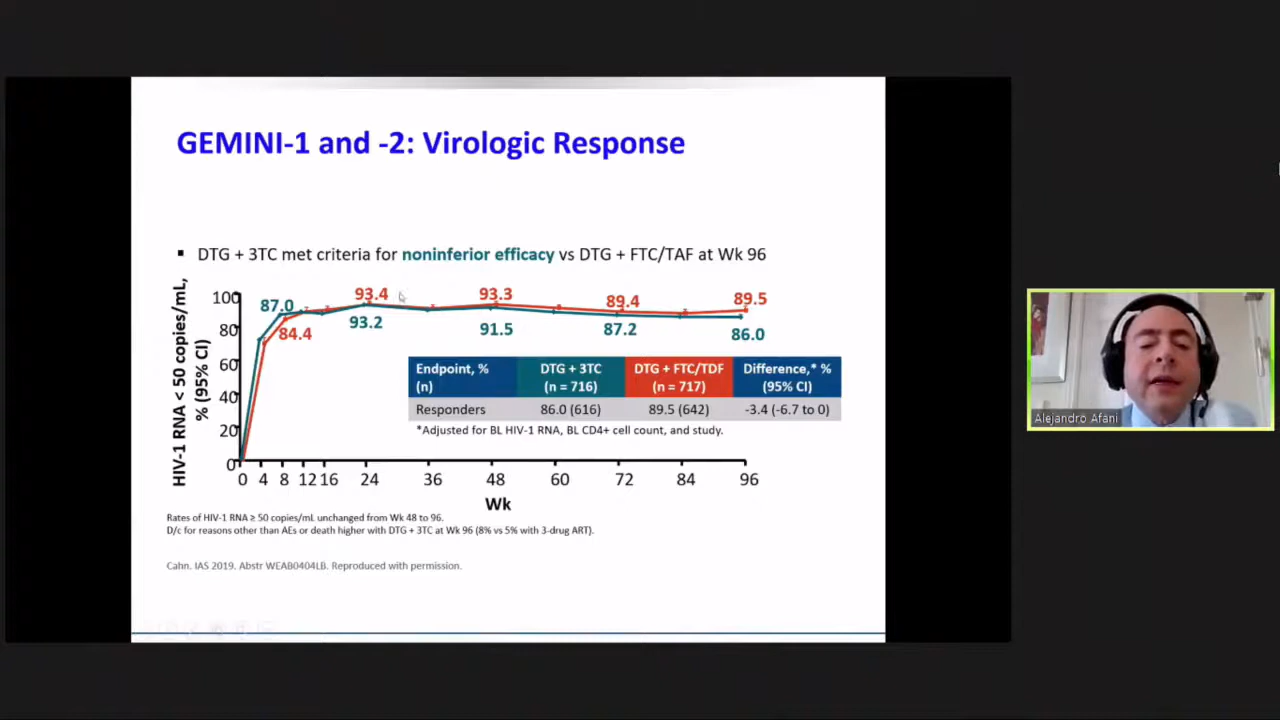 GEMINI-1 and -2: Virologic Response
▪ DTG + 3TC met criteria for noninferior efficacy vs DTG + FTC/TAF at Wk 96
HIV-1 RNA < 50 copies/mL,
% (95% CI)
100
80
60
40
20
0
87.0
84.4
93.4
93.2
93.3
91.5
89.4
87.2
89.5
86.0
Endpoint, % (n) DTG + 3TC (n = 716) DTG + FTC/TDF (n = 717) Difference,* % (95% CI)
Responders 86.0 (616) 89.5 (642) -3.4 (-6.7 to 0)
*Adjusted for BL HIV-1 RNA, BL CD4+ cell count, and study.
0 4 8 12 16 24 36 48 60 72 84 96
Wk
Rates of HIV-1 RNA ≥ 50 copies/mL unchanged from Wk 48 to 96.
D/c for reasons other than AEs or death higher with DTG + 3TC at Wk 96 (8% vs 5% with 3-drug ART).
Cahn. IAS 2019. Abstr WEAB0404LB. Reproduced with permission.
Alejandro Afani